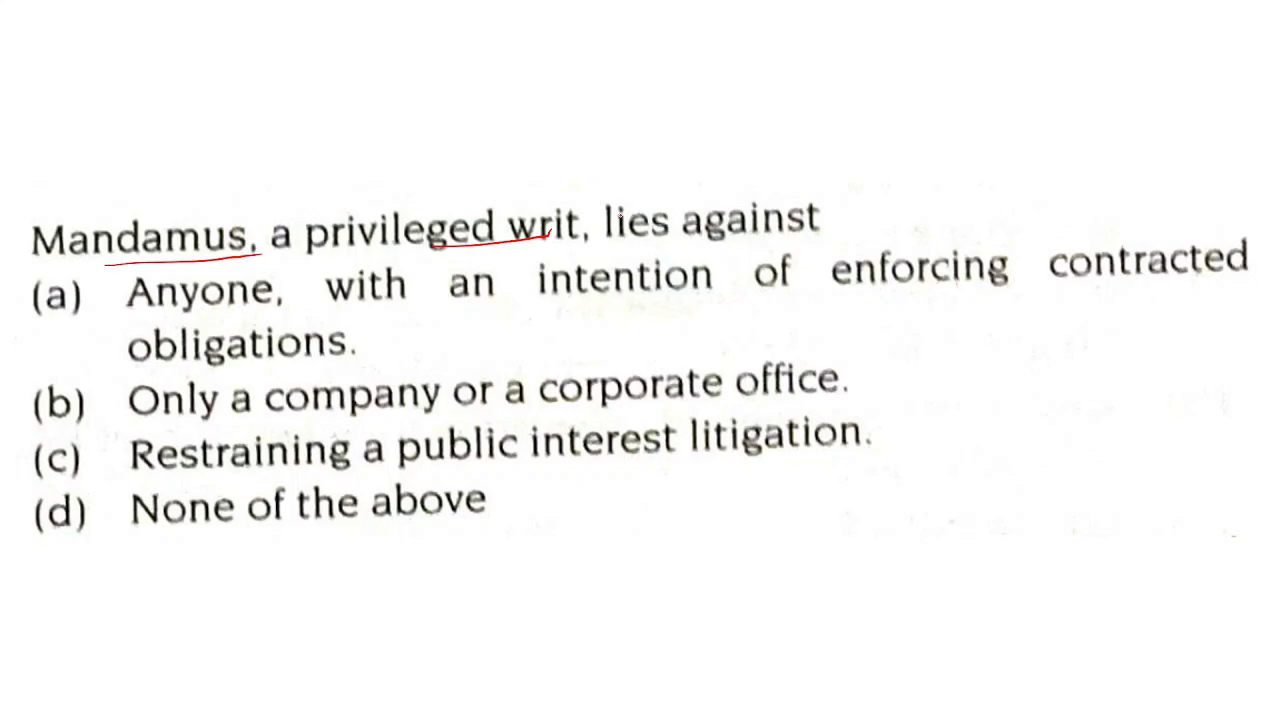 Mandamus, a privileged writ, lies against
(a) Anyone, with an intention of enforcing contracted
obligations.
(b) Only a company or a corporate office.
(c) Restraining a public interest litigation.
(d) None of the above